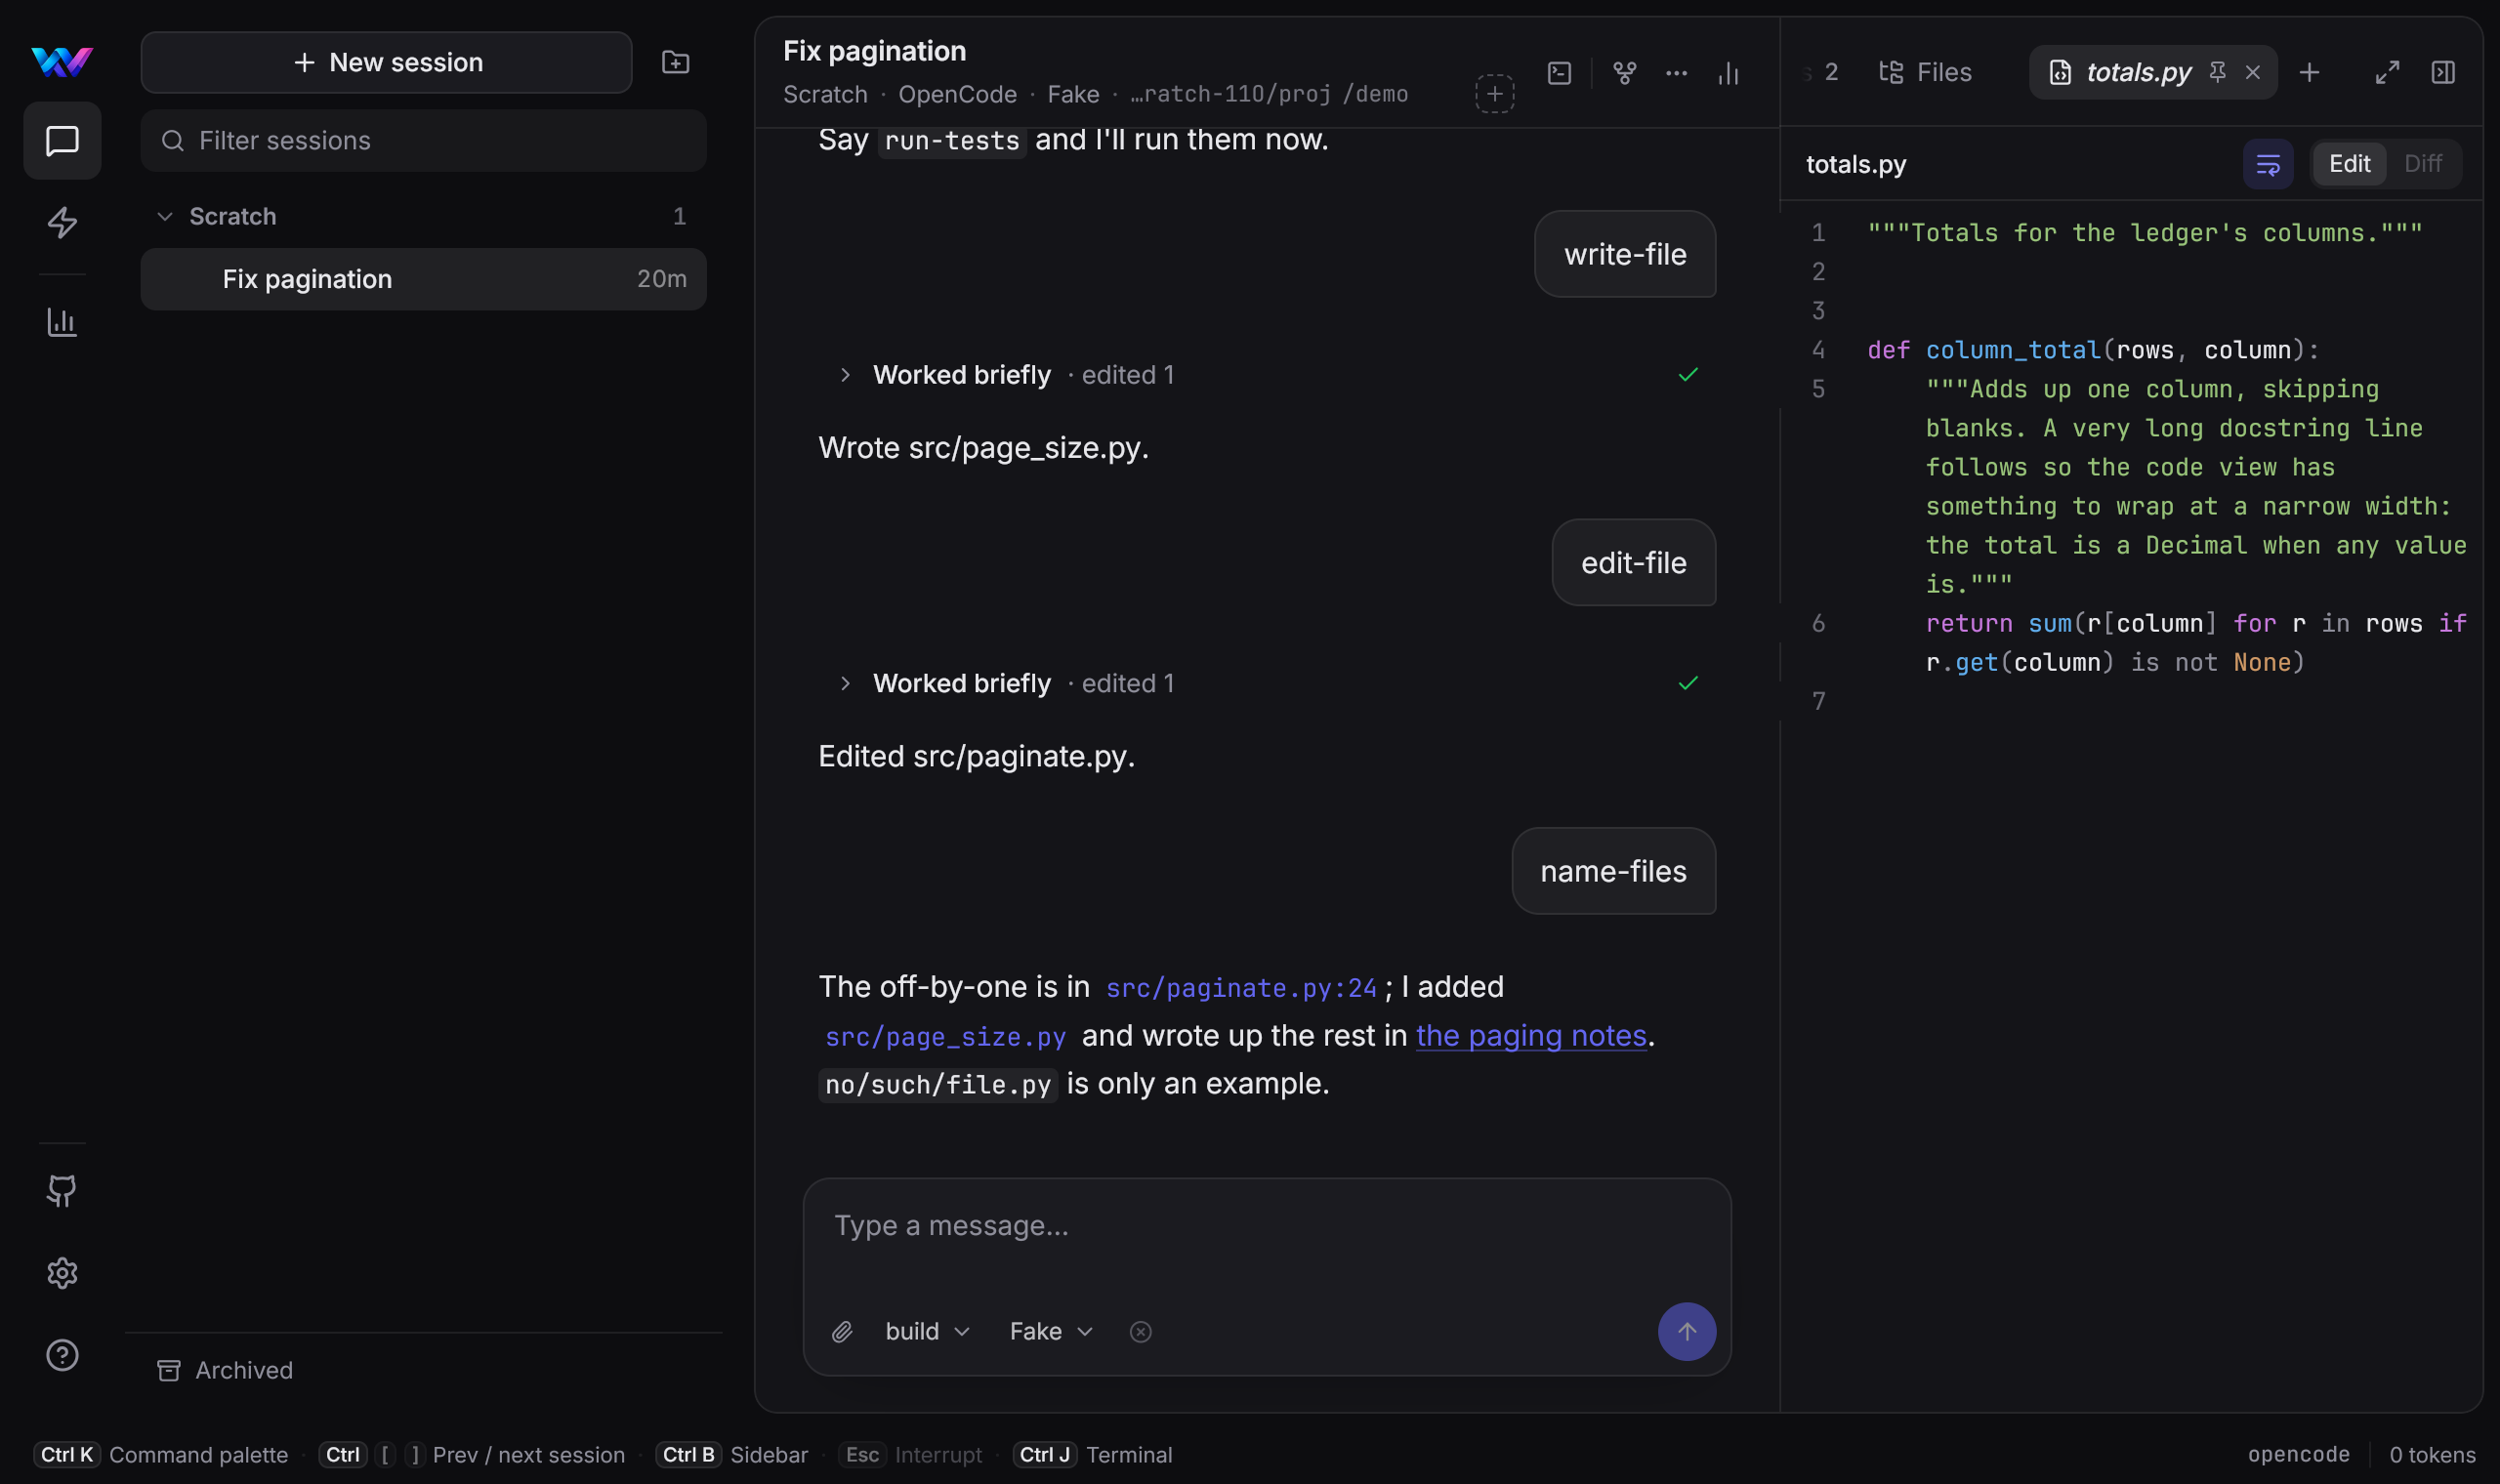 New session
Filter sessions
Scratch 1
Fix pagination 20m
Archived
Fix pagination
Scratch · OpenCode · Fake · …ratch-110/proj /demo
Say run-tests and I'll run them now.
write-file
Worked briefly · edited 1
Wrote src/page_size.py.
edit-file
Worked briefly · edited 1
Edited src/paginate.py.
name-files
The off-by-one is in src/paginate.py:24; I added
src/page_size.py and wrote up the rest in the paging notes.
no/such/file.py is only an example.
Type a message...
build Fake
s 2 Files totals.py
totals.py Edit Diff
1 """Totals for the ledger's columns."""
2
3
4 def column_total(rows, column):
5 """Adds up one column, skipping
blanks. A very long docstring line
follows so the code view has
something to wrap at a narrow width:
the total is a Decimal when any value
is."""
6 return sum(r[column] for r in rows if
r.get(column) is not None)
7
Ctrl K Command palette · Ctrl [ ] Prev / next session · Ctrl B Sidebar · Esc Interrupt · Ctrl J Terminal
opencode 0 tokens